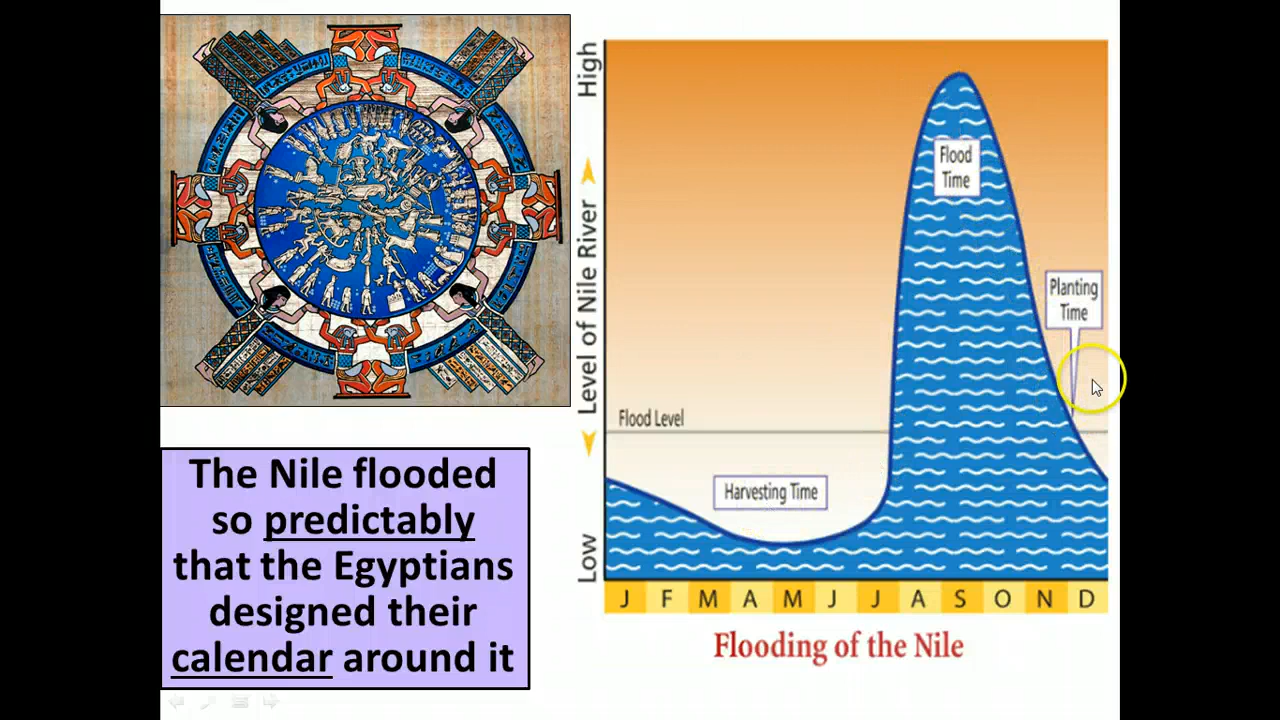 The Nile flooded
so predictably
that the Egyptians
designed their
calendar around it
High
Level of Nile River
Low
Flood
Time
Planting
Time
Flood Level
Harvesting Time
J F M A M J J A S O N D
Flooding of the Nile